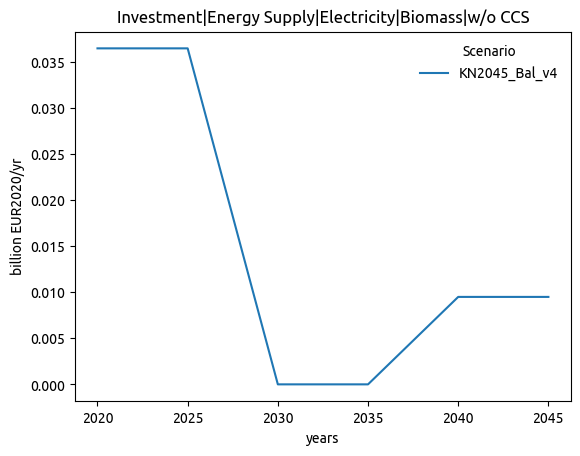 Investment|Energy Supply|Electricity|Biomass|w/o CCS
Scenario
KN2045_Bal_v4
billion EUR2020/yr
0.035
0.030
0.025
0.020
0.015
0.010
0.005
0.000
2020 2025 2030 2035 2040 2045
years